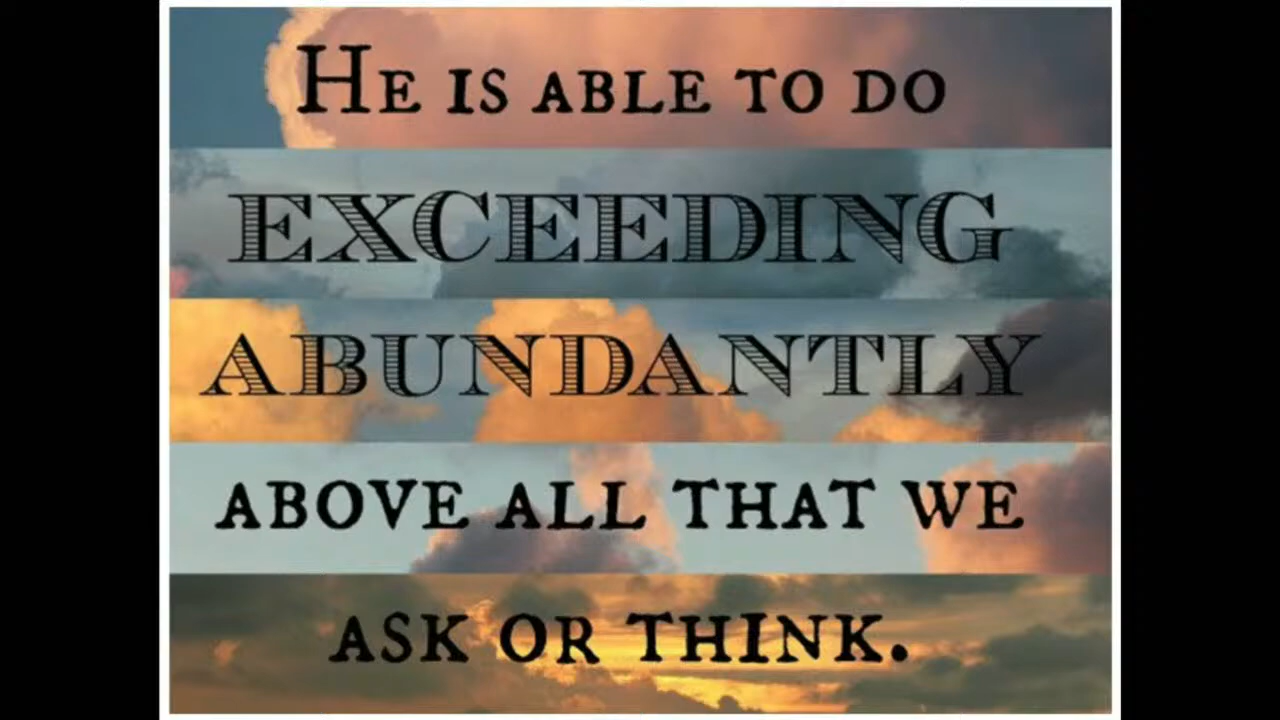 He is able to do
EXCEEDING
ABUNDANTLY
ABOVE ALL THAT WE
ASK OR THINK.